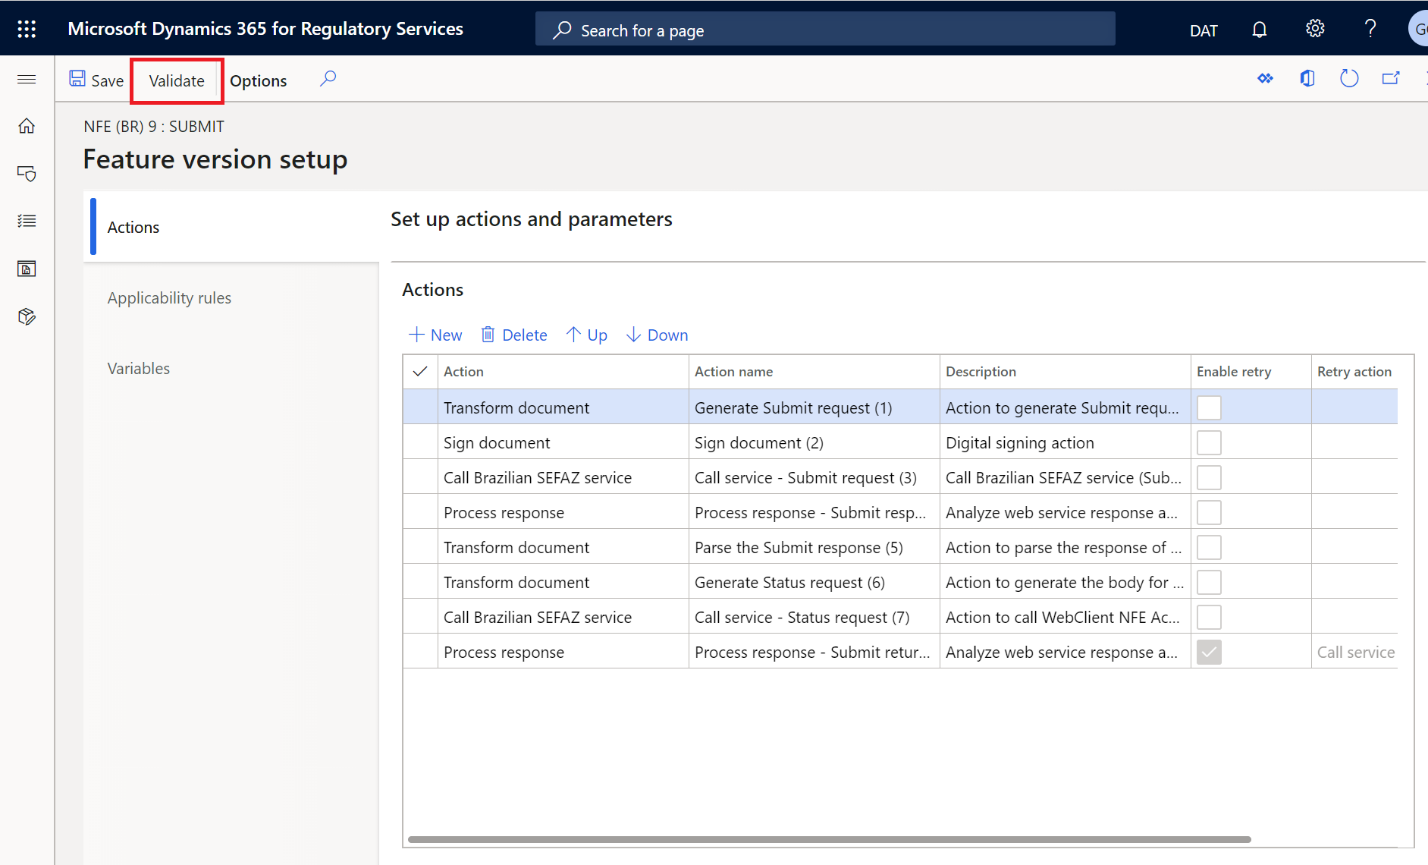 Microsoft Dynamics 365 for Regulatory Services
Search for a page
DAT
Save
Validate
Options
NFE (BR) 9 : SUBMIT
Feature version setup
Actions
Applicability rules
Variables
Set up actions and parameters
Actions
New Delete Up Down
Action Action name Description Enable retry Retry action
Transform document Generate Submit request (1) Action to generate Submit requ...
Sign document Sign document (2) Digital signing action
Call Brazilian SEFAZ service Call service - Submit request (3) Call Brazilian SEFAZ service (Sub...
Process response Process response - Submit resp... Analyze web service response a...
Transform document Parse the Submit response (5) Action to parse the response of ...
Transform document Generate Status request (6) Action to generate the body for ...
Call Brazilian SEFAZ service Call service - Status request (7) Action to call WebClient NFE Ac...
Process response Process response - Submit retur... Analyze web service response a... Call service